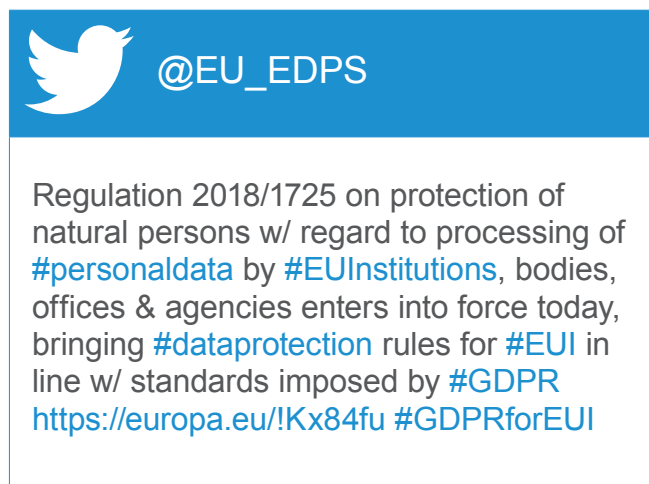 @EU_EDPS
Regulation 2018/1725 on protection of
natural persons w/ regard to processing of
#personaldata by #EUInstitutions, bodies,
offices & agencies enters into force today,
bringing #dataprotection rules for #EUI in
line w/ standards imposed by #GDPR
https://europa.eu/!Kx84fu #GDPRforEUI